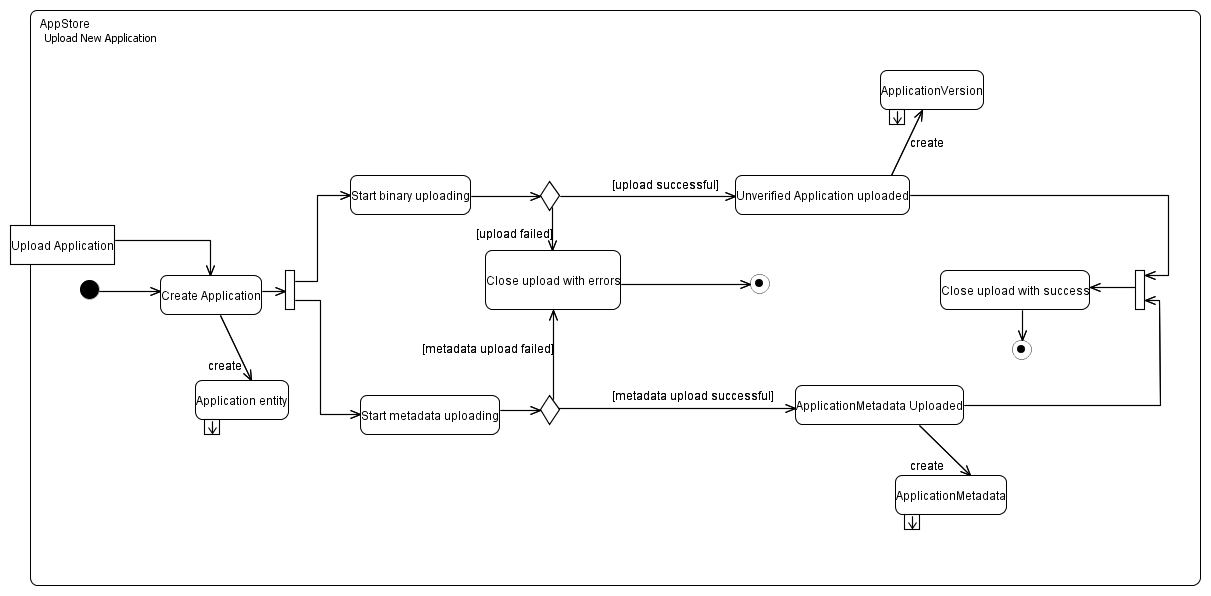 AppStore
Upload New Application
ApplicationVersion
create
[upload successful]
Start binary uploading
Unverified Application uploaded
[upload failed]
Upload Application
Close upload with errors
Create Application
Close upload with success
[metadata upload failed]
create
Application entity
[metadata upload successful]
Start metadata uploading
ApplicationMetadata Uploaded
create
ApplicationMetadata